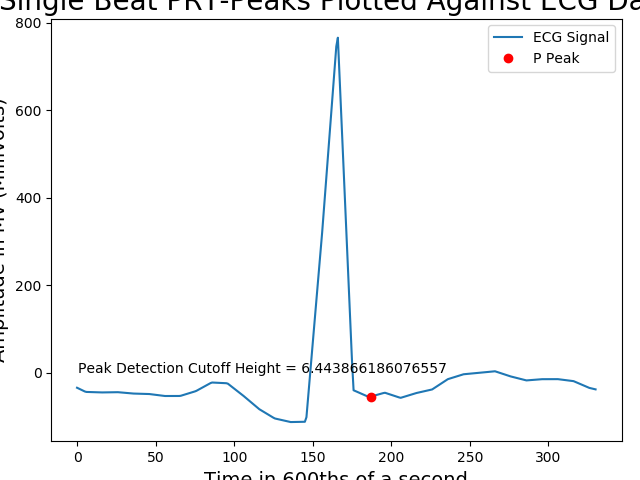 Single Beat PRT-Peaks Plotted Against ECG Da
800
600
400
200
0
Amplitude in MV (Millivolts)
ECG Signal
P Peak
Peak Detection Cutoff Height = 6.443866186076557
0 50 100 150 200 250 300
Time in 600ths of a second